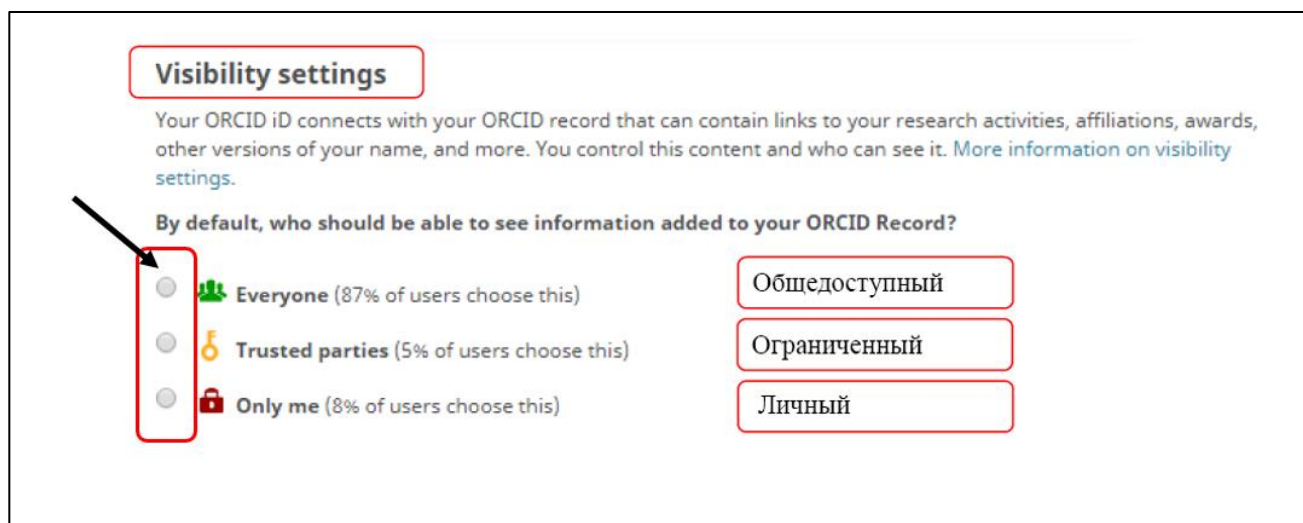 Visibility settings
Your ORCID iD connects with your ORCID record that can contain links to your research activities, affiliations, awards,
other versions of your name, and more. You control this content and who can see it. More information on visibility
settings.
By default, who should be able to see information added to your ORCID Record?
Everyone (87% of users choose this) Общедоступный
Trusted parties (5% of users choose this) Ограниченный
Only me (8% of users choose this) Личный